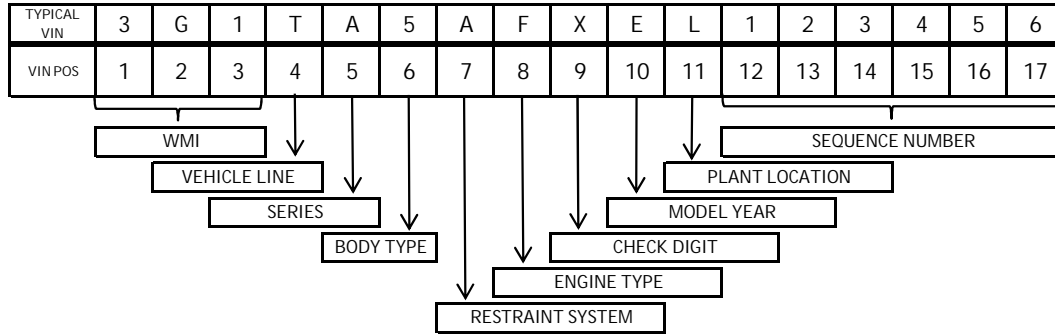 TYPICAL VIN 3 G 1 T A 5 A F X E L 1 2 3 4 5 6
VIN POS 1 2 3 4 5 6 7 8 9 10 11 12 13 14 15 16 17
WMI SEQUENCE NUMBER
VEHICLE LINE PLANT LOCATION
SERIES MODEL YEAR
BODY TYPE CHECK DIGIT
ENGINE TYPE
RESTRAINT SYSTEM